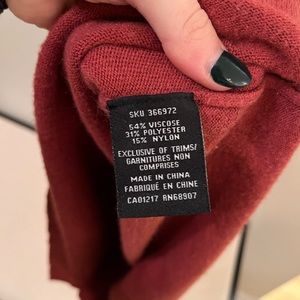 SKU 366972
54% VISCOSE
31% POLYESTER
15% NYLON
EXCLUSIVE OF TRIMS/
GARNITURES NON
COMPRISES
MADE IN CHINA
FABRIQUÉ EN CHINE
CA01217 RN68907